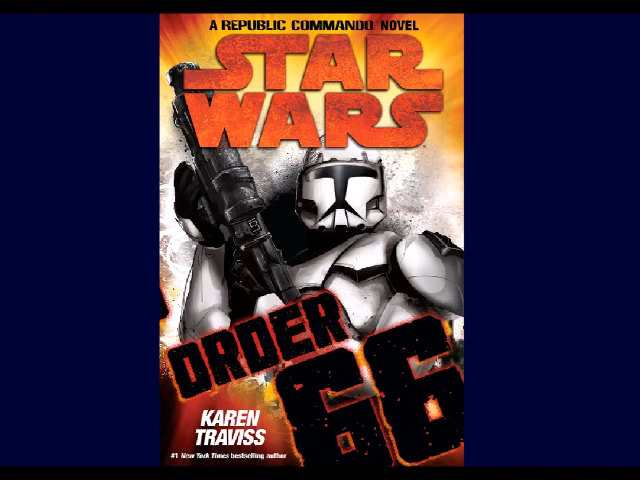 A REPUBLIC COMMANDO NOVEL
STAR
WARS
ORDER
66
KAREN
TRAVISS
#1 New York Times bestselling author